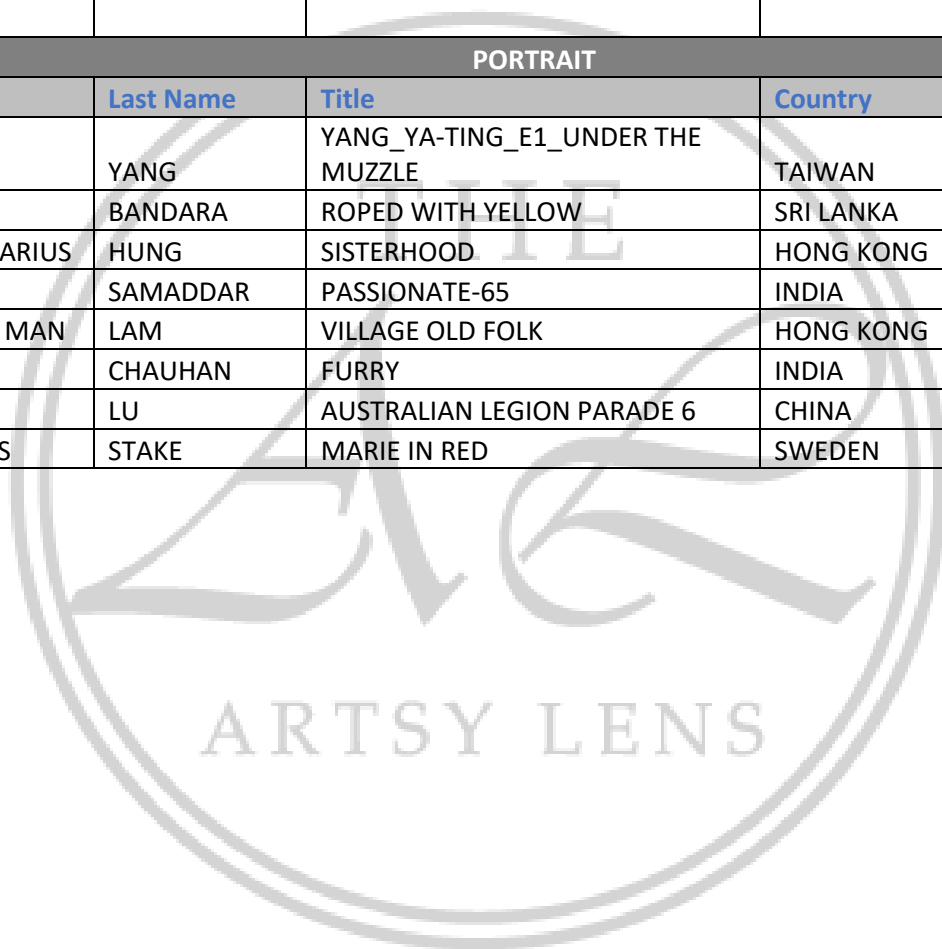 PORTRAIT
Last Name Title Country
YANG_YA-TING_E1_UNDER THE
YANG MUZZLE TAIWAN
BANDARA ROPED WITH YELLOW SRI LANKA
ARIUS HUNG SISTERHOOD HONG KONG
SAMADDAR PASSIONATE-65 INDIA
MAN LAM VILLAGE OLD FOLK HONG KONG
CHAUHAN FURRY INDIA
LU AUSTRALIAN LEGION PARADE 6 CHINA
S STAKE MARIE IN RED SWEDEN
THE
AL
ARTSY LENS